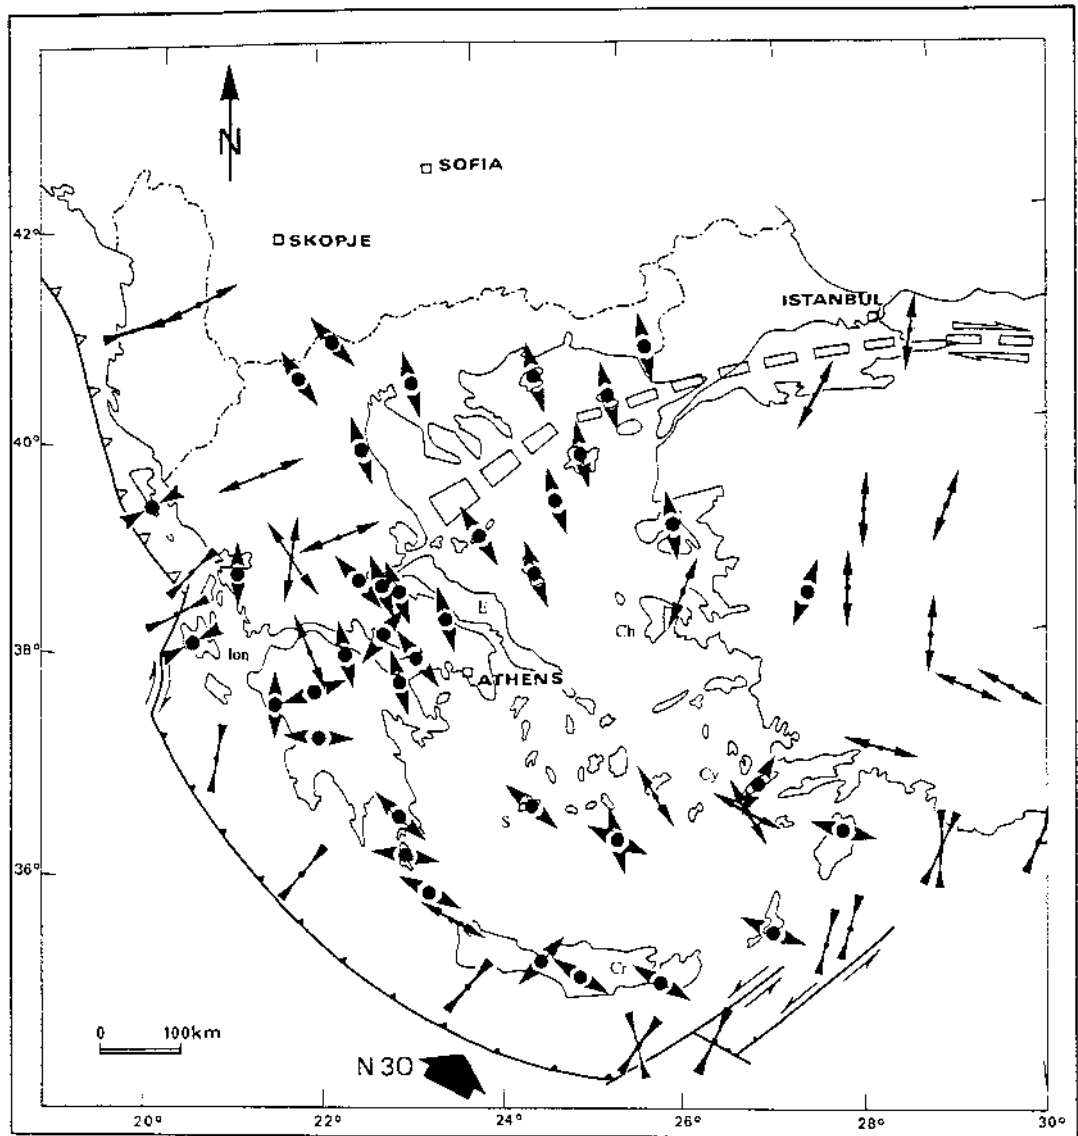 N
SOFIA
42°
SKOPJE
ISTANBUL
40°
E
Ch
38°
Ion
ATHENS
Cy
S
36°
Cr
0 100km
N 30
20° 22° 24° 26° 28° 30°